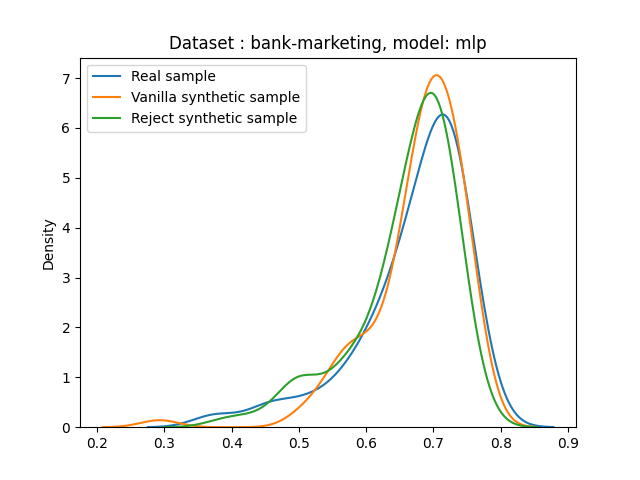 Dataset : bank-marketing, model: mlp
Real sample
Vanilla synthetic sample
Reject synthetic sample
Density
7
6
5
4
3
2
1
0
0.2 0.3 0.4 0.5 0.6 0.7 0.8 0.9